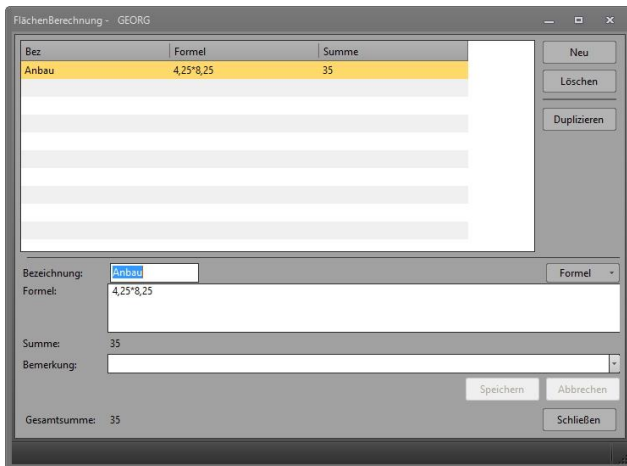 FlächenBerechnung - GEORG
Bez Formel Summe
Anbau 4,25*8,25 35
Neu
Löschen
Duplizieren
Bezeichnung: Anbau Formel
Formel: 4,25*8,25
Summe: 35
Bemerkung:
Speichern Abbrechen
Gesamtsumme: 35 Schließen